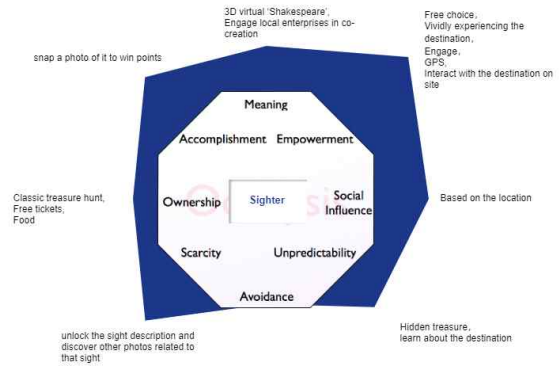 3D virtual ‘Shakespeare’,
Engage local enterprises in co-
creation
Free choice,
Vividly experiencing the
destination,
Engage,
GPS,
Interact with the destination on
site
snap a photo of it to win points
Meaning
Accomplishment Empowerment
Classic treasure hunt,
Free tickets,
Food
Ownership
Sighter
Social
Influence
Based on the location
Scarcity
Unpredictability
Avoidance
unlock the sight description and
discover other photos related to
that sight
Hidden treasure,
learn about the destination